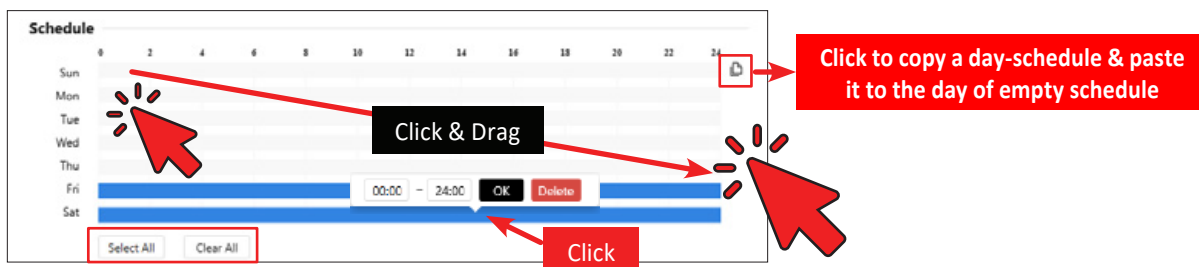 Schedule
0 2 4 6 8 10 12 14 16 18 20 22 24
Sun
Click to copy a day-schedule & paste
it to the day of empty schedule
Mon
Tue
Click & Drag
Wed
Thu
Fri
00:00 – 24:00 OK Delete
Sat
Select All Clear All
Click